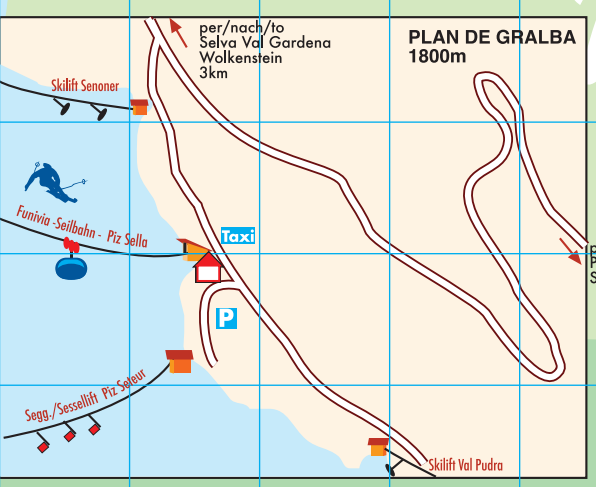 per/nach/to
Selva Val Gardena
Wolkenstein
3km
PLAN DE GRALBA
1800m
Skilift Senoner
Funivia -Seilbahn - Piz Sella
Taxi
P
Segg./Sessellift Piz Seteur
Skilift Val Pudra